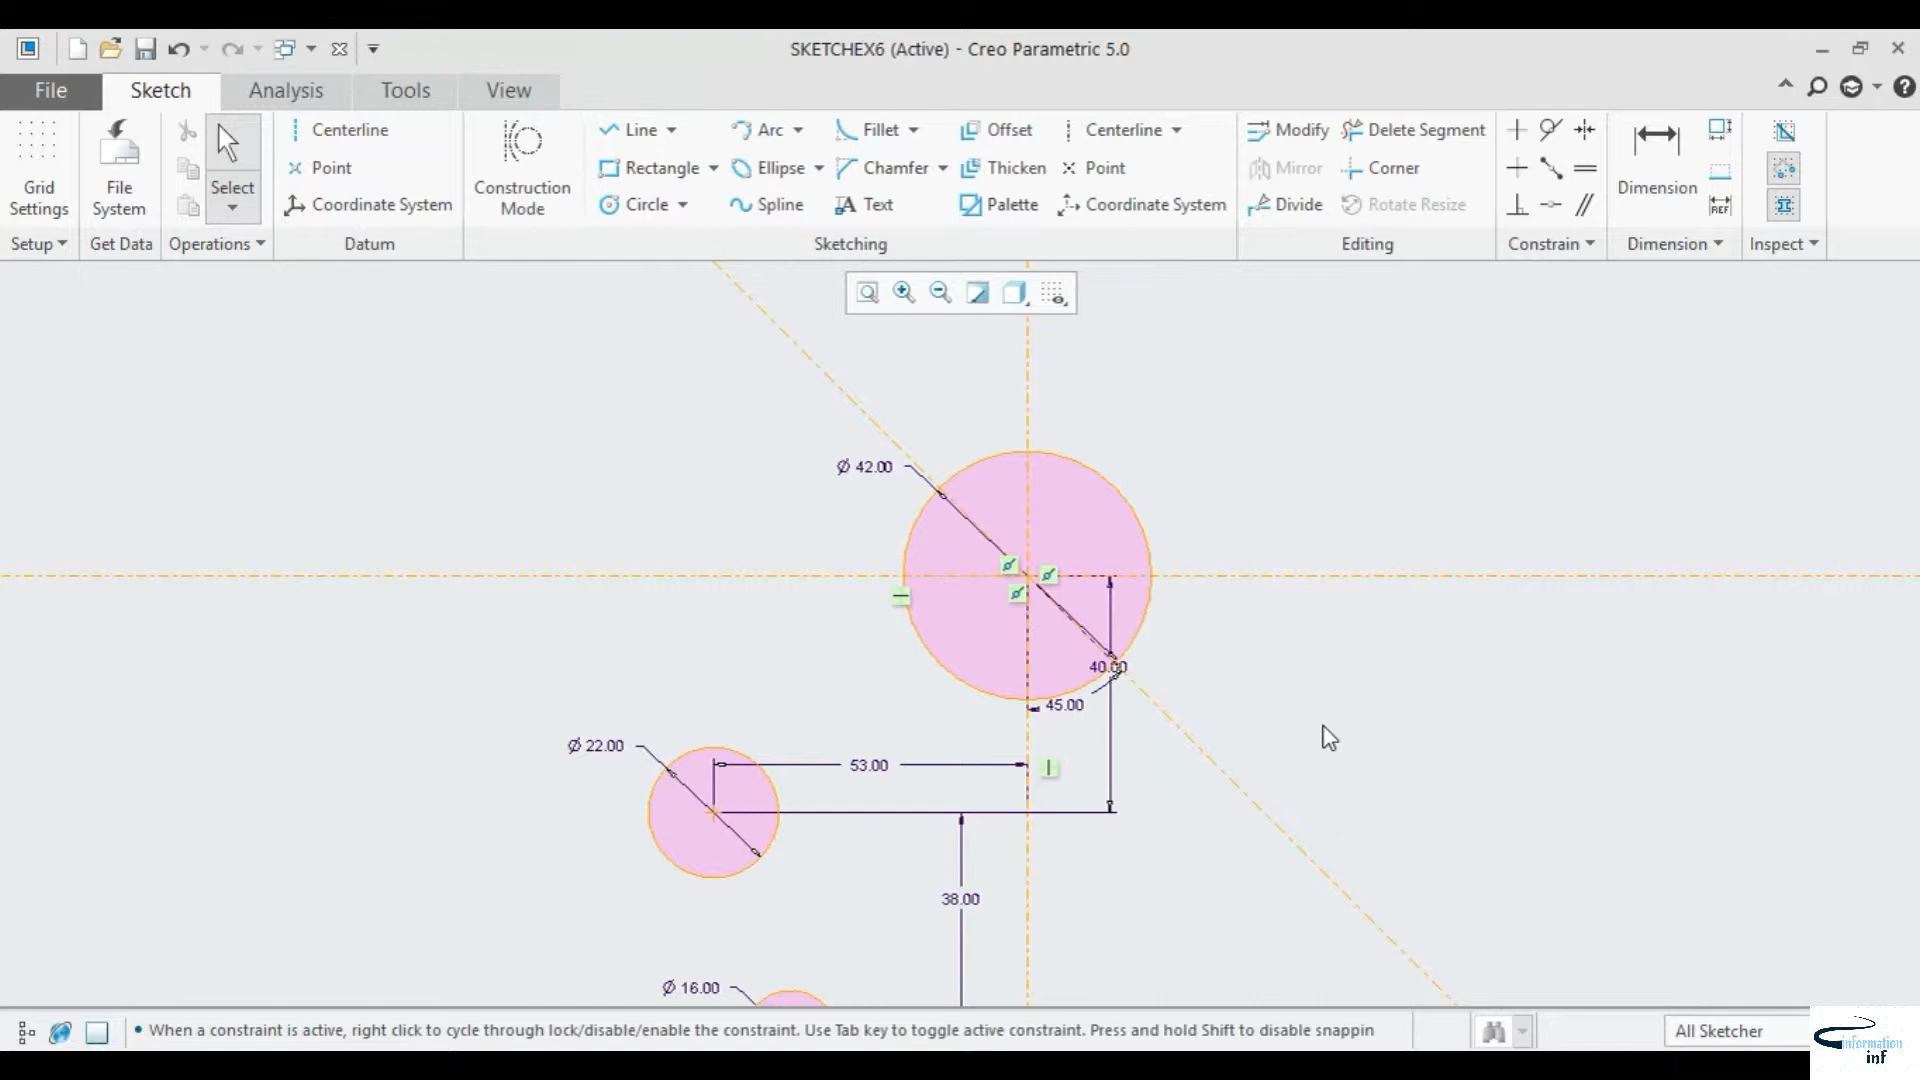 SKETCHEX6 (Active) - Creo Parametric 5.0
File Sketch Analysis Tools View
Centerline Line Arc Fillet Offset Centerline Modify Delete Segment
Point Rectangle Ellipse Chamfer Thicken Point Mirror Corner
Grid Settings File System Select Construction Mode Dimension
Coordinate System Circle Spline Text Palette Coordinate System Divide Rotate Resize
REF
Setup Get Data Operations Datum Sketching Editing Constrain Dimension Inspect
Ø 42.00
40.00
45.00
Ø 22.00
53.00
38.00
Ø 16.00
• When a constraint is active, right click to cycle through lock/disable/enable the constraint. Use Tab key to toggle active constraint. Press and hold Shift to disable snappin
All Sketcher
information
inf